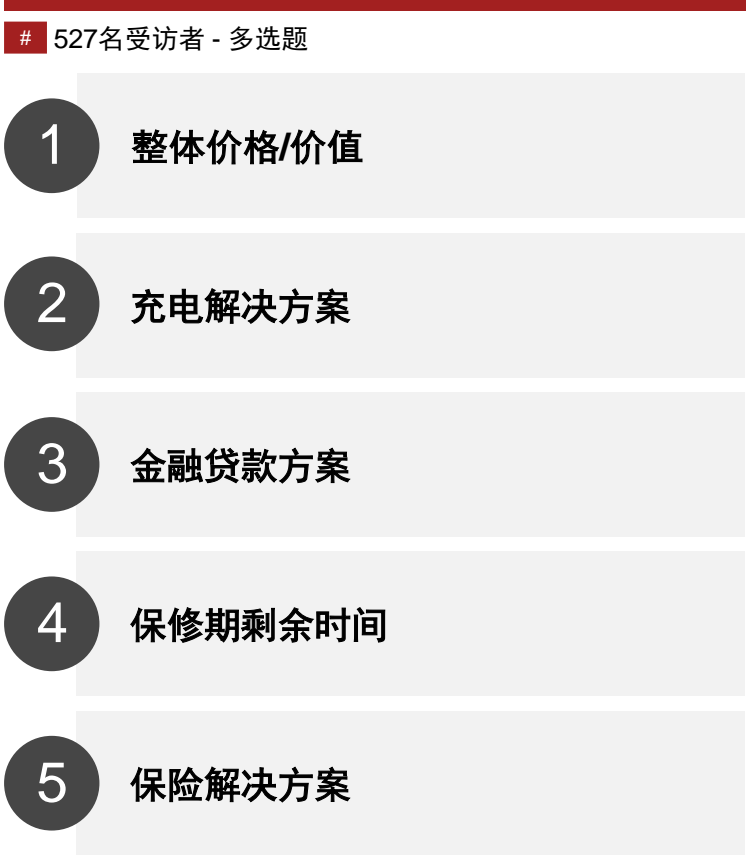 # 527名受访者 - 多选题
1 整体价格/价值
2 充电解决方案
3 金融贷款方案
4 保修期剩余时间
5 保险解决方案